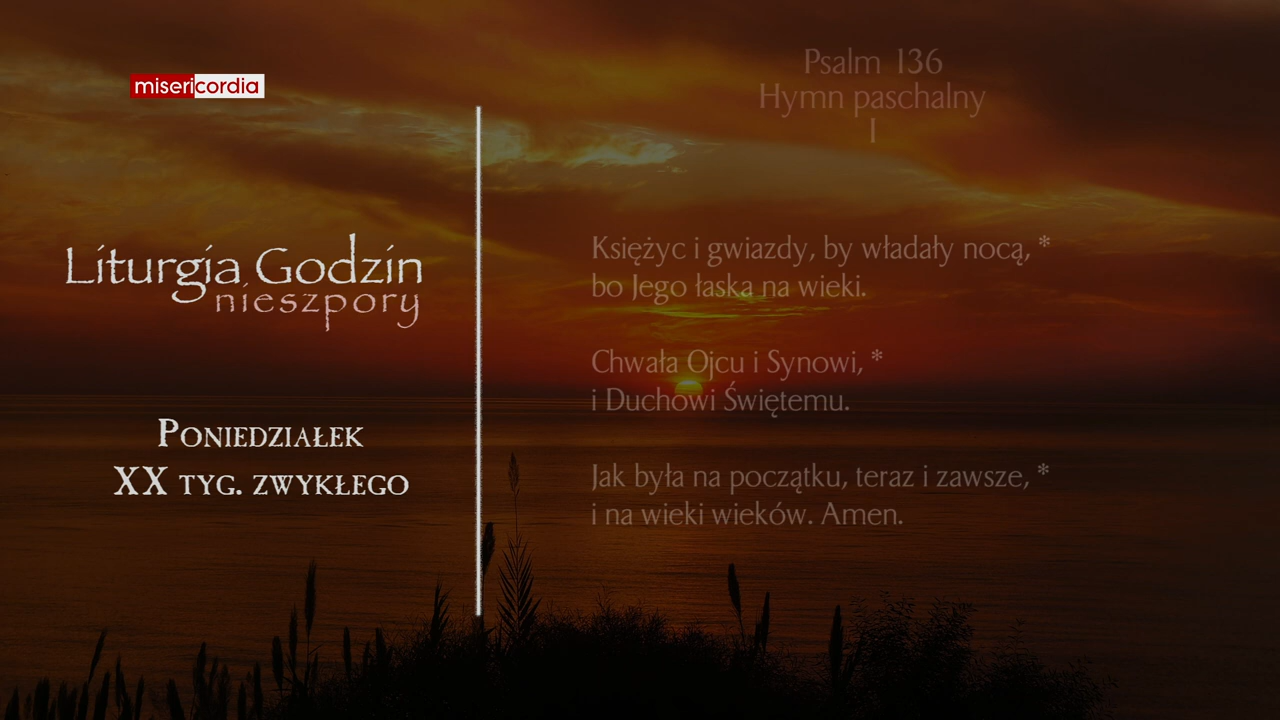 misericordia
Liturgia Godzin
nieszpory
Poniedziałek
XX tyg. zwykłego
Psalm 136
Hymn paschalny
I
Księżyc i gwiazdy, by władały nocą, *
bo Jego łaska na wieki.
Chwała Ojcu i Synowi, *
i Duchowi Świętemu.
Jak była na początku, teraz i zawsze, *
i na wieki wieków. Amen.